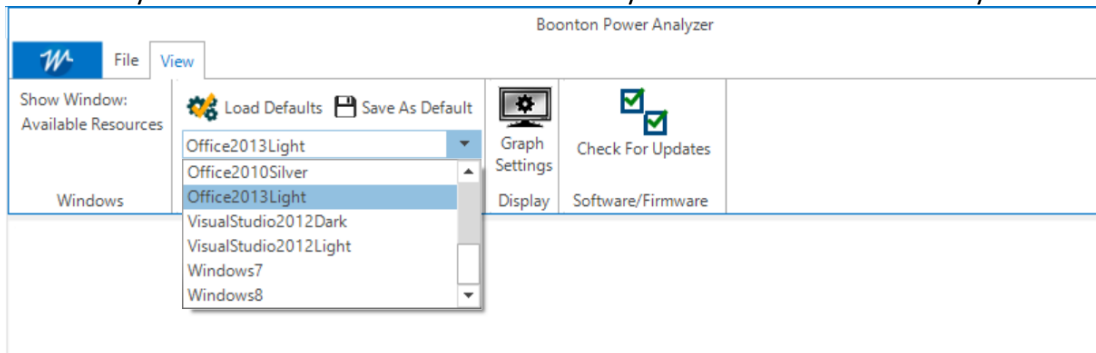 Boonton Power Analyzer
File View
Show Window:
Available Resources
Windows
Load Defaults Save As Default
Office2013Light
Office2010Silver
Office2013Light
VisualStudio2012Dark
VisualStudio2012Light
Windows7
Windows8
Graph
Settings
Display
Check For Updates
Software/Firmware